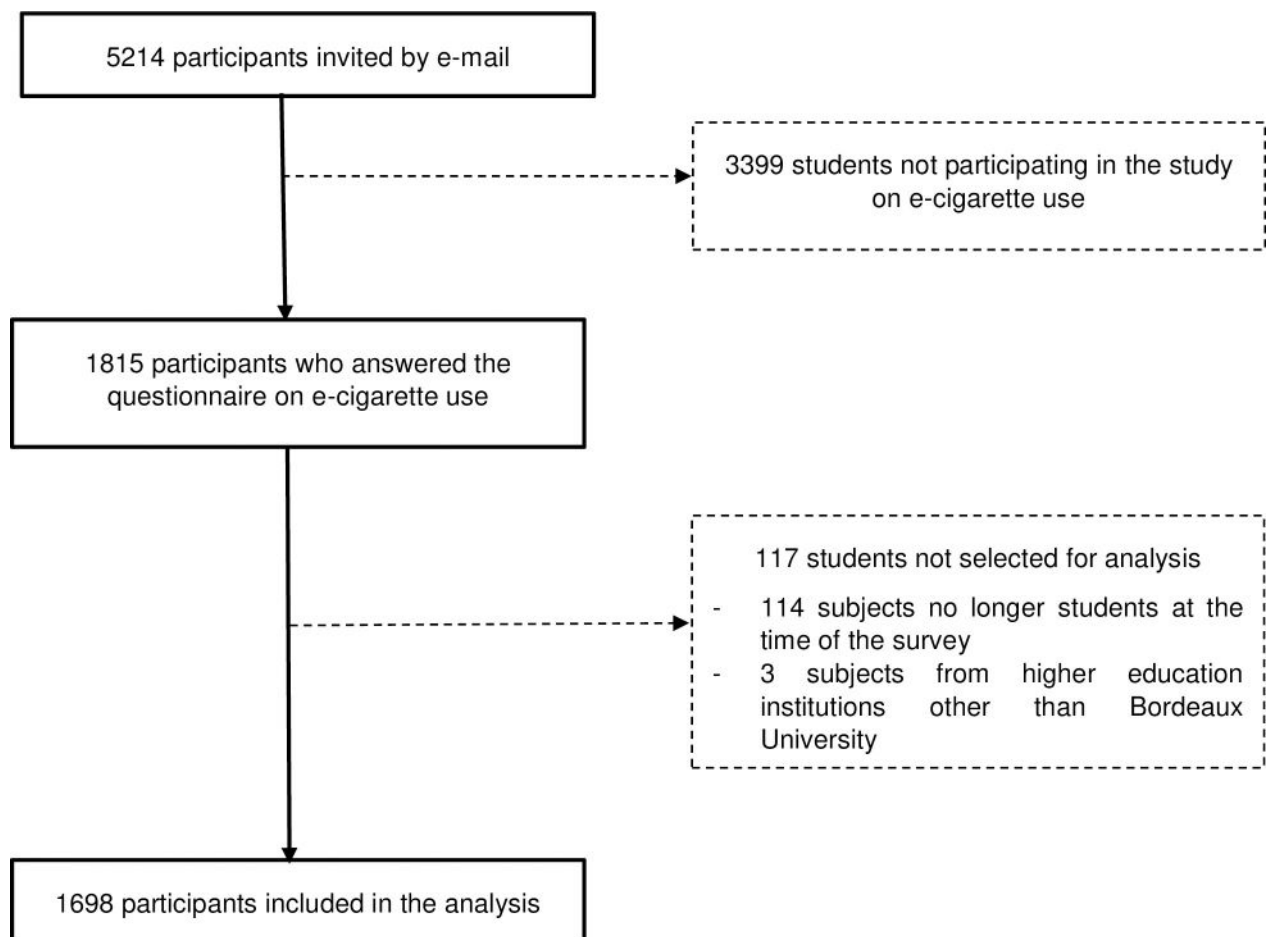 5214 participants invited by e-mail
3399 students not participating in the study
on e-cigarette use
1815 participants who answered the
questionnaire on e-cigarette use
117 students not selected for analysis
- 114 subjects no longer students at the
time of the survey
- 3 subjects from higher education
institutions other than Bordeaux
University
1698 participants included in the analysis